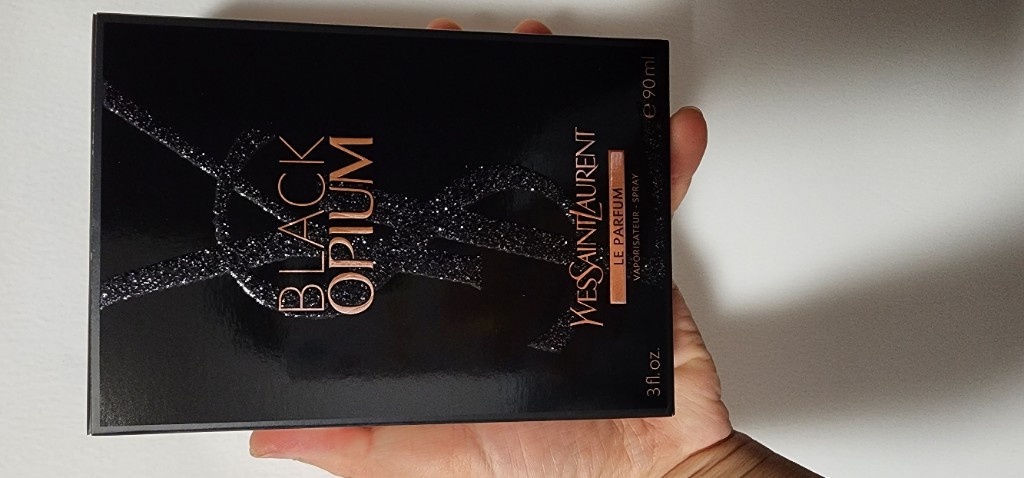 BLACK
OPIUM
YVESSAINTLAURENT
LE PARFUM
VAPORISATEUR · SPRAY
3 fl. oz. ℮ 90 ml